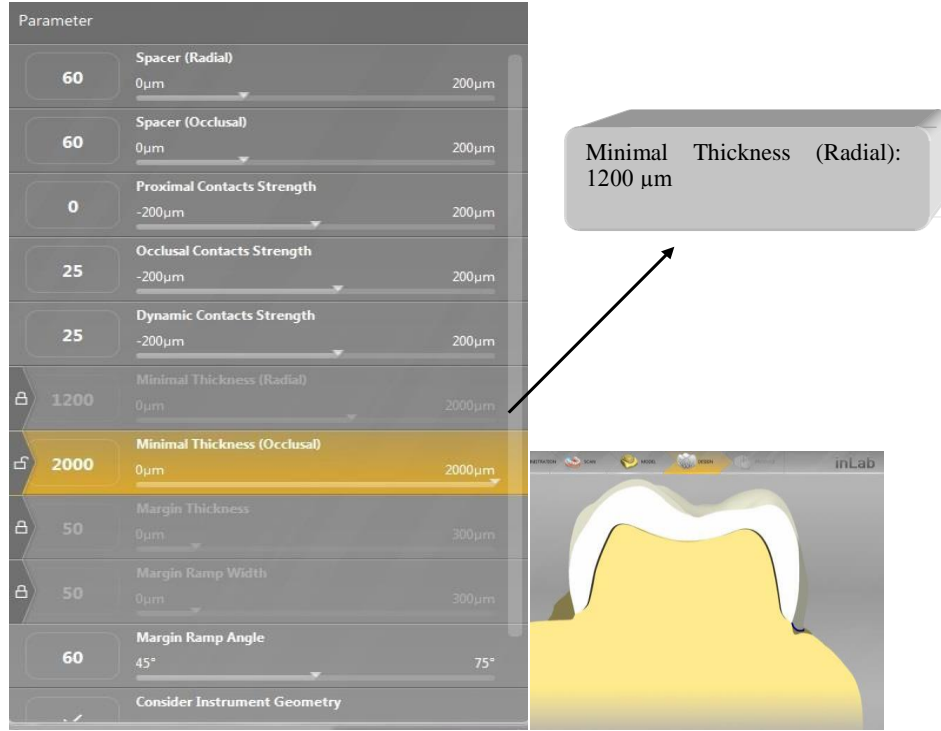 Parameter
Spacer (Radial)
60
0µm 200µm
Spacer (Occlusal)
60
0µm 200µm
Proximal Contacts Strength
0
-200µm 200µm
Occlusal Contacts Strength
25
-200µm 200µm
Dynamic Contacts Strength
25
-200µm 200µm
Minimal Thickness (Radial)
1200
0µm 2000µm
Minimal Thickness (Occlusal)
2000
0µm 2000µm
Margin Thickness
50
0µm 300µm
Margin Ramp Width
50
0µm 300µm
Margin Ramp Angle
60
45° 75°
Consider Instrument Geometry
Minimal Thickness (Radial):
1200 µm
SCAN MODEL DESIGN inLab